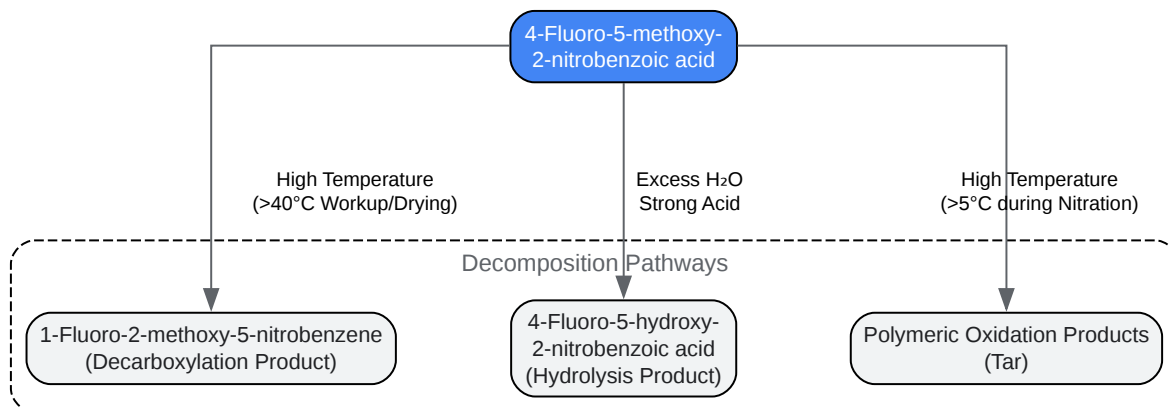 4-Fluoro-5-methoxy-
2-nitrobenzoic acid
High Temperature
(>40°C Workup/Drying)
Excess H₂O
Strong Acid
High Temperature
(>5°C during Nitration)
Decomposition Pathways
1-Fluoro-2-methoxy-5-nitrobenzene
(Decarboxylation Product)
4-Fluoro-5-hydroxy-
2-nitrobenzoic acid
(Hydrolysis Product)
Polymeric Oxidation Products
(Tar)